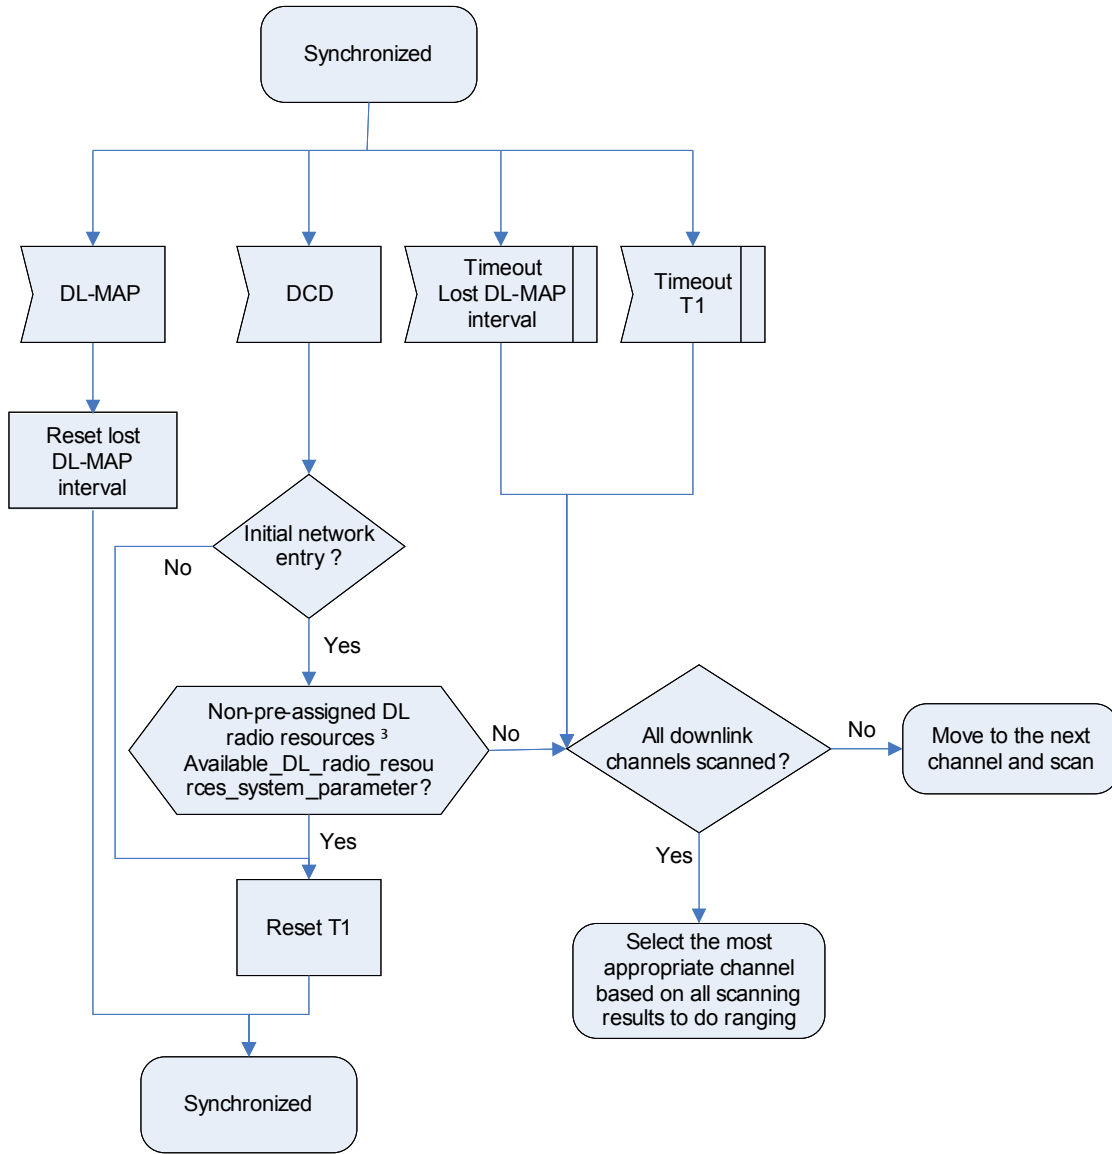 Synchronized
DL-MAP
DCD
Timeout
Lost DL-MAP
interval
Timeout
T1
Reset lost
DL-MAP
interval
Initial network
entry ?
No
Yes
Non-pre-assigned DL
radio resources ³
Available_DL_radio_resou
rces_system_parameter?
No
All downlink
channels scanned?
No
Move to the next
channel and scan
Yes
Yes
Reset T1
Select the most
appropriate channel
based on all scanning
results to do ranging
Synchronized